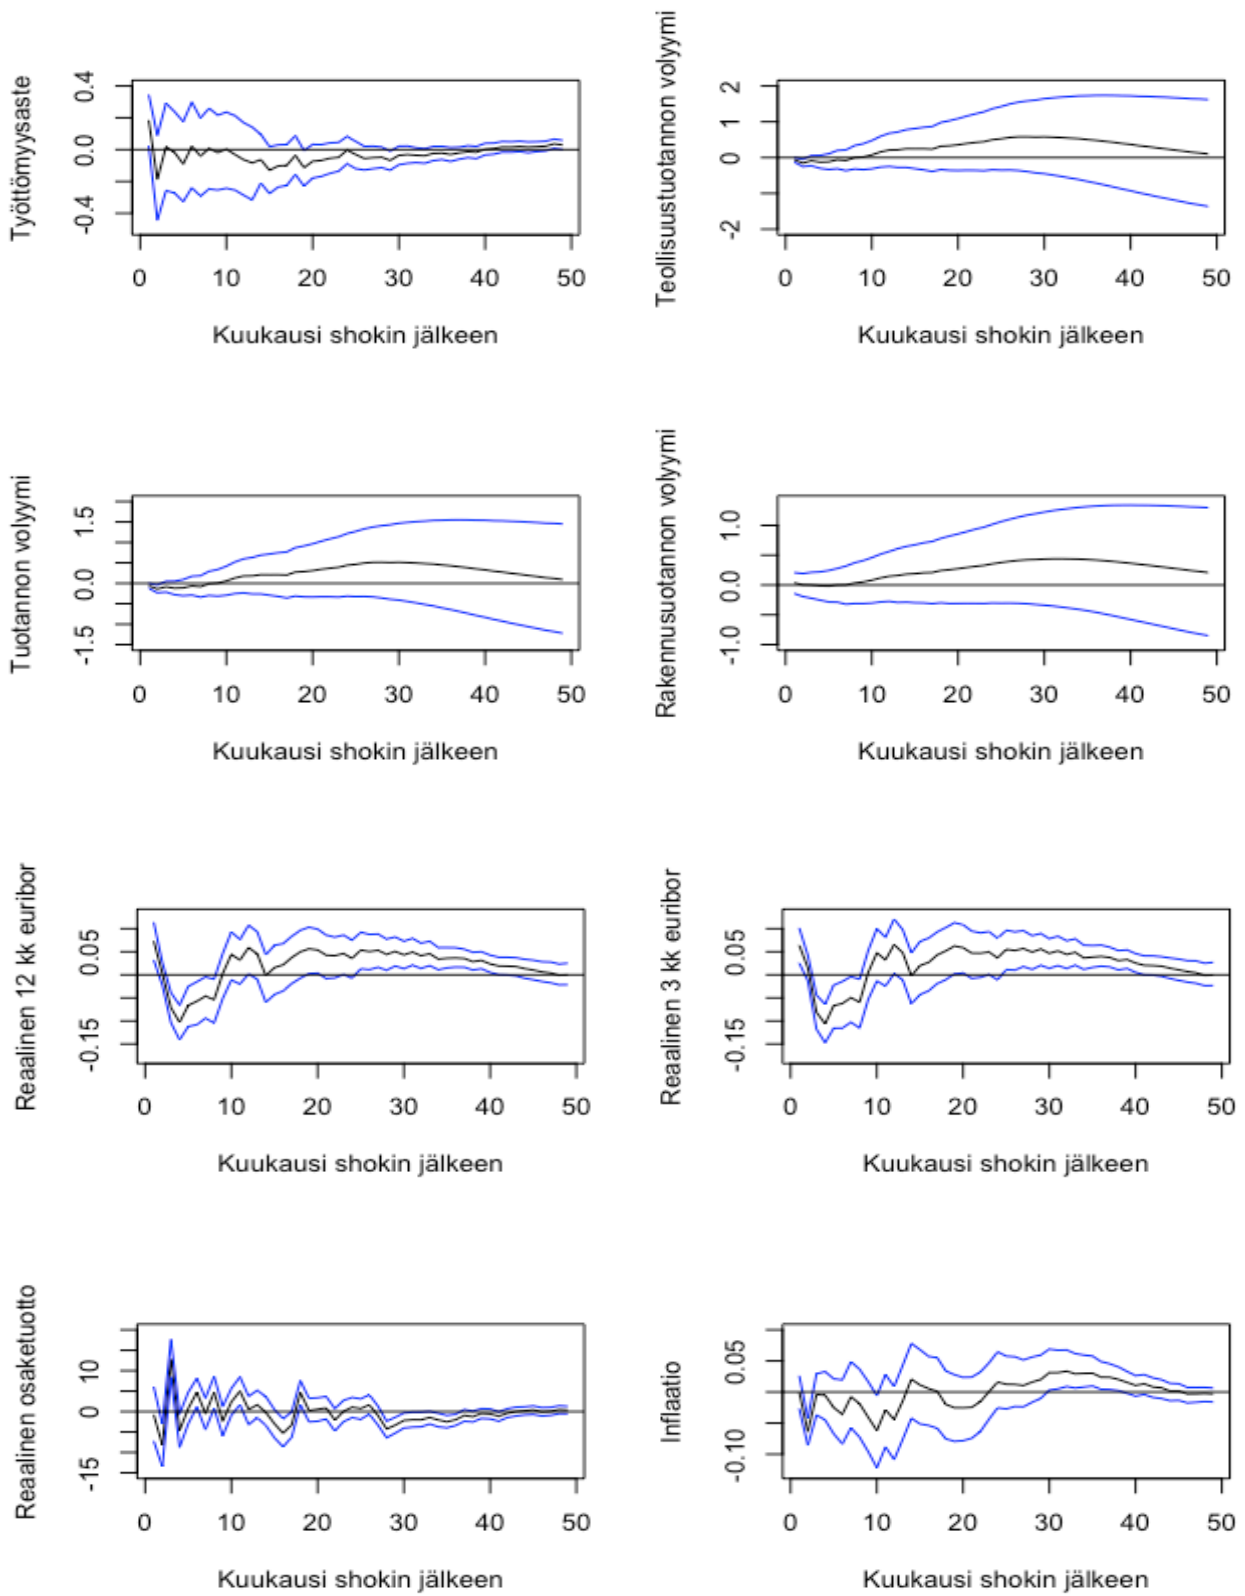 Työttömyysaste
0.4
0.0
-0.4
0 10 20 30 40 50
Kuukausi shokin jälkeen
Teollisuustuotannon volyymi
2
1
0
-2
0 10 20 30 40 50
Kuukausi shokin jälkeen
Tuotannon volyymi
1.5
0.0
-1.5
0 10 20 30 40 50
Kuukausi shokin jälkeen
Rakennusuotannon volyymi
1.0
0.0
-1.0
0 10 20 30 40 50
Kuukausi shokin jälkeen
Reaalinen 12 kk euribor
0.05
-0.15
0 10 20 30 40 50
Kuukausi shokin jälkeen
Reaalinen 3 kk euribor
0.05
-0.15
0 10 20 30 40 50
Kuukausi shokin jälkeen
Reaalinen osaketuotto
10
0
-15
0 10 20 30 40 50
Kuukausi shokin jälkeen
Inflaatio
0.05
-0.10
0 10 20 30 40 50
Kuukausi shokin jälkeen